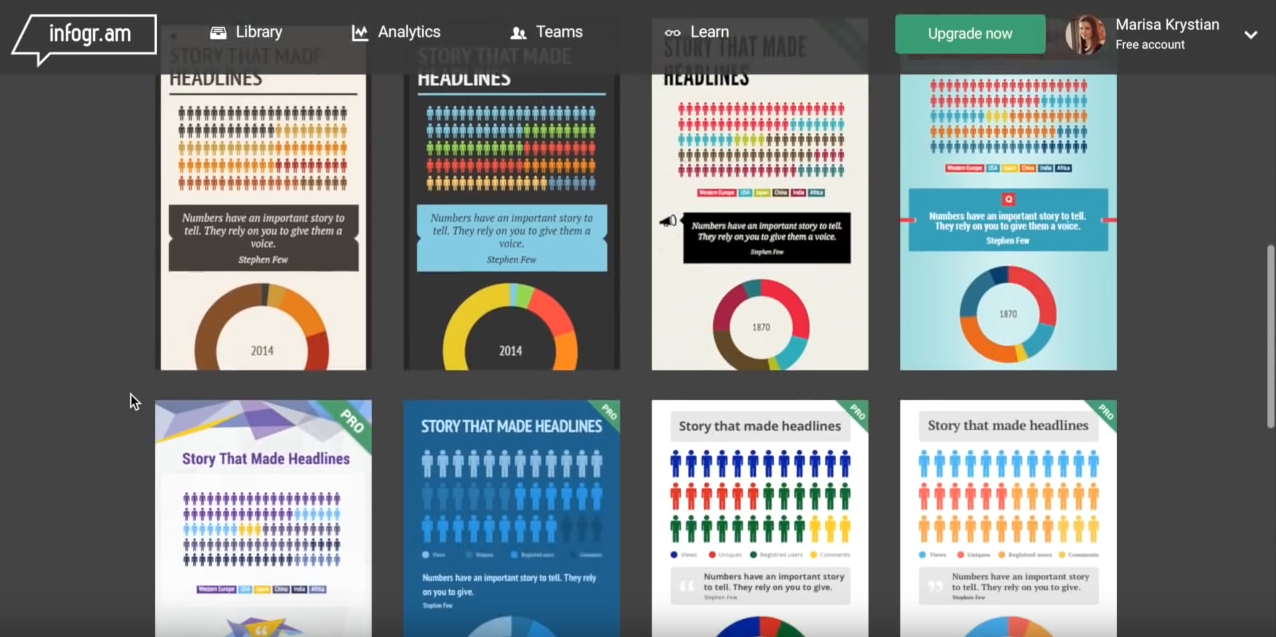 infogr.am
Library
Analytics
Teams
Learn
Upgrade now
Marisa Krystian
Free account
STORY THAT MADE
HEADLINES
STORY THAT MADE
HEADLINES
STORY THAT MADE
HEADLINES
Western Europe USA Japan China India Africa
Western Europe USA Japan China India Africa
Numbers have an important story to
tell. They rely on you to give them a
voice.
Stephen Few
Numbers have an important story to
tell. They rely on you to give them a
voice.
Stephen Few
Numbers have an important story to tell.
They rely on you to give them a voice.
Stephen Few
Q
Numbers have an important story to tell.
They rely on you to give them a voice.
Stephen Few
2014
2014
1870
1870
PRO
Story That Made Headlines
Western Europe USA Japan China India Africa
PRO
STORY THAT MADE HEADLINES
Views Uniques Registered users Comments
Numbers have an important story to tell. They rely
on you to give.
Stephen Few
PRO
Story that made headlines
Views Uniques Registred users Comments
Numbers have an important story
to tell. They rely on you to give.
Stephen Few
PRO
Story that made headlines
Views Uniques Registred users Comments
Numbers have an important story
to tell. They rely on you to give.
Stephen Few